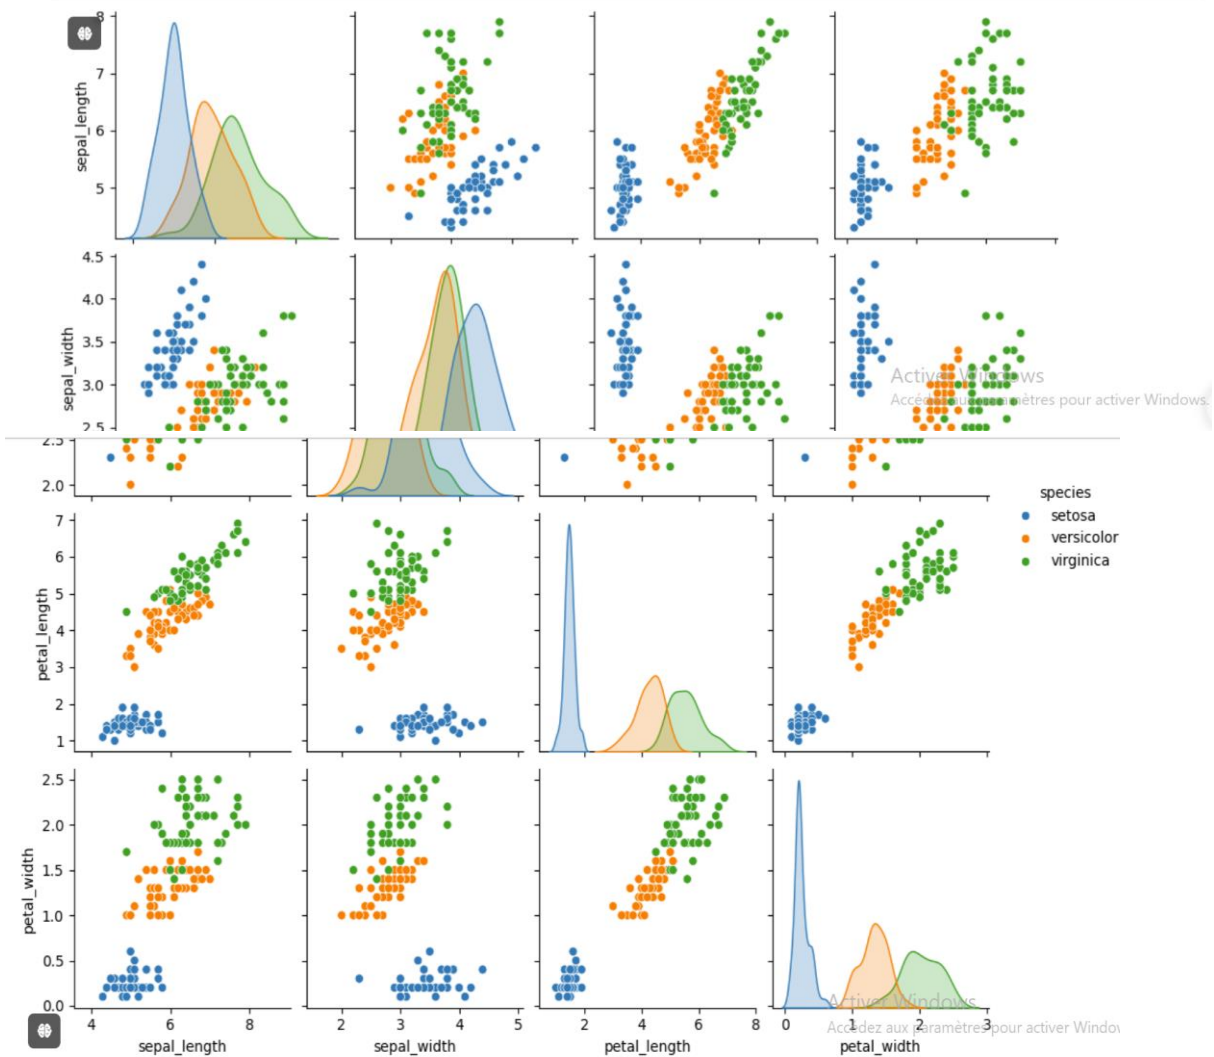 8
7
6
5
sepal_length
4.5
4.0
3.5
3.0
2.5
sepal_width
Activer Windows
Accédez aux paramètres pour activer Windows.
2.5
2.0
species
setosa
versicolor
virginica
7
6
5
4
3
2
1
petal_length
2.5
2.0
1.5
1.0
0.5
0.0
petal_width
4 6 8 2 3 4 5 2 4 6 8 0 1 2 3
sepal_length sepal_width petal_length petal_width
Activer Windows
Accédez aux paramètres pour activer Windov